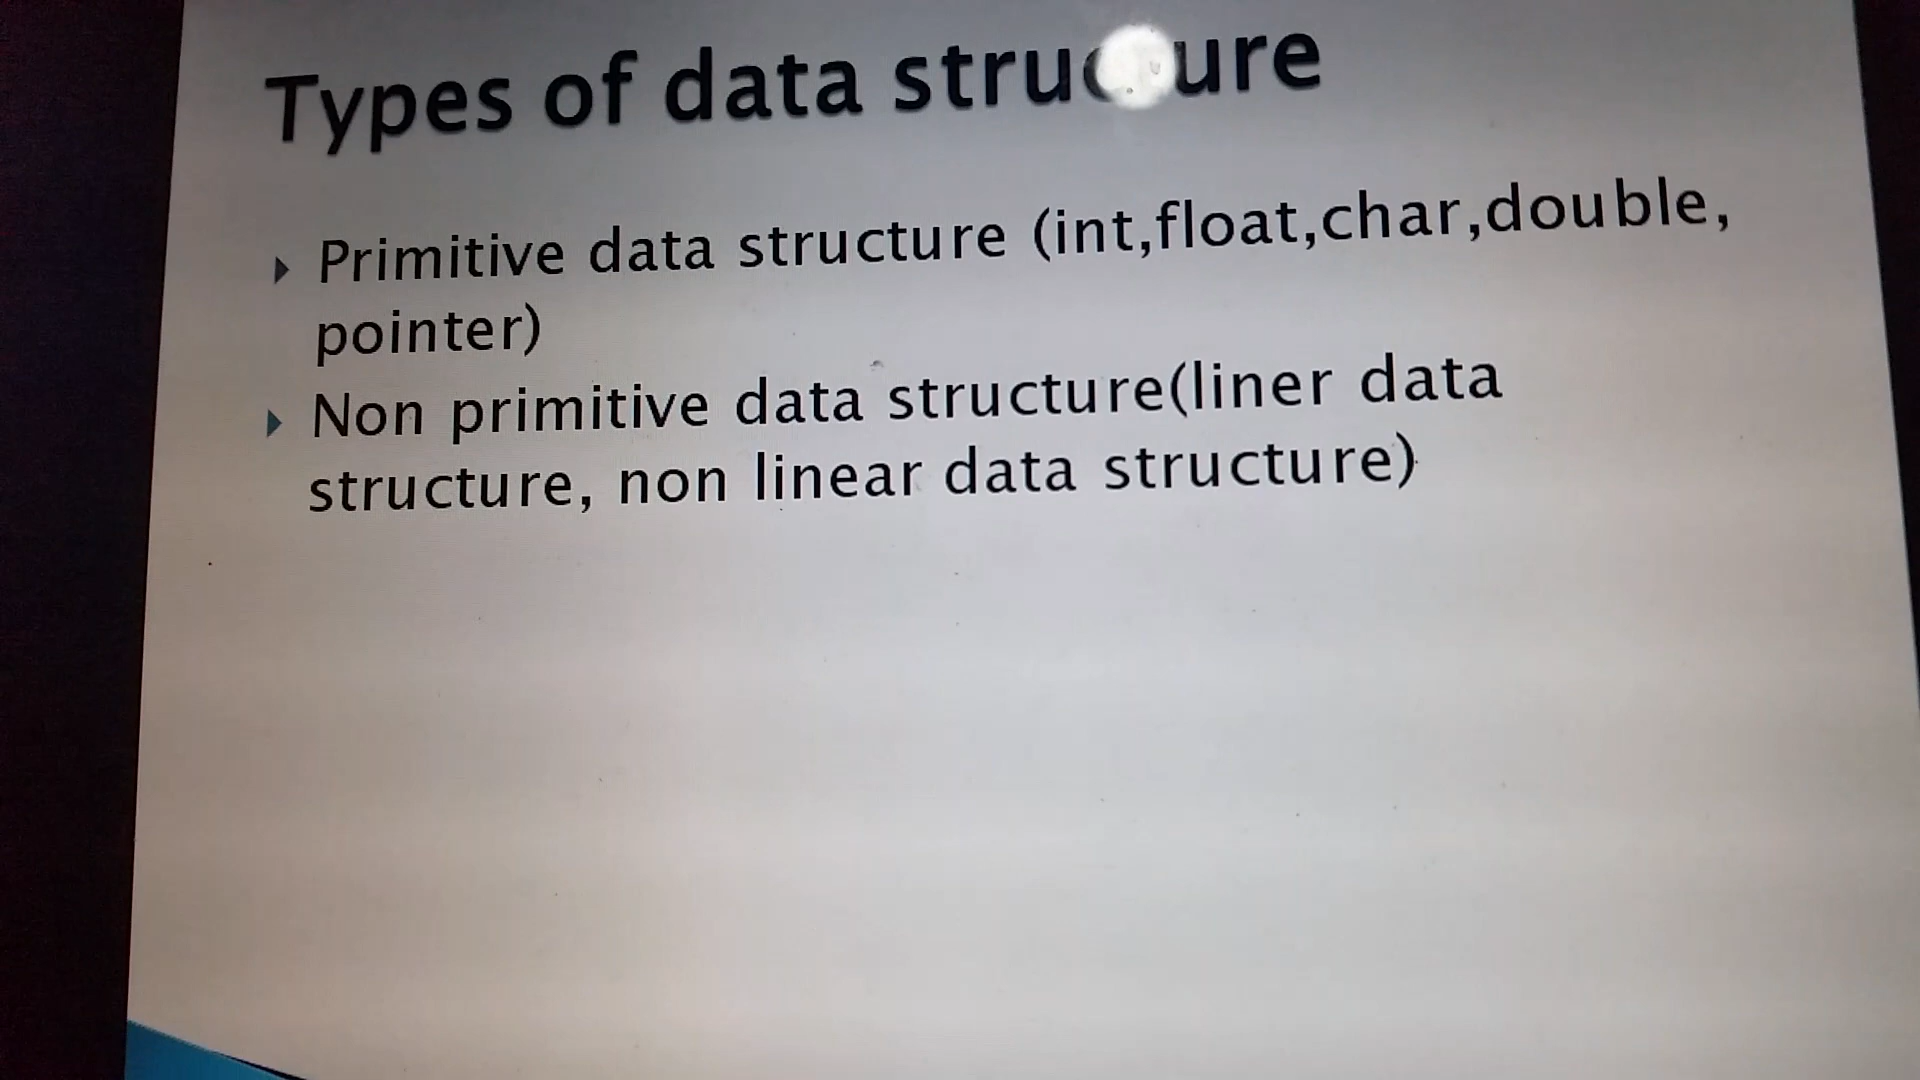 Types of data structure
Primitive data structure (int,float,char,double,
pointer)
Non primitive data structure(liner data
structure, non linear data structure)